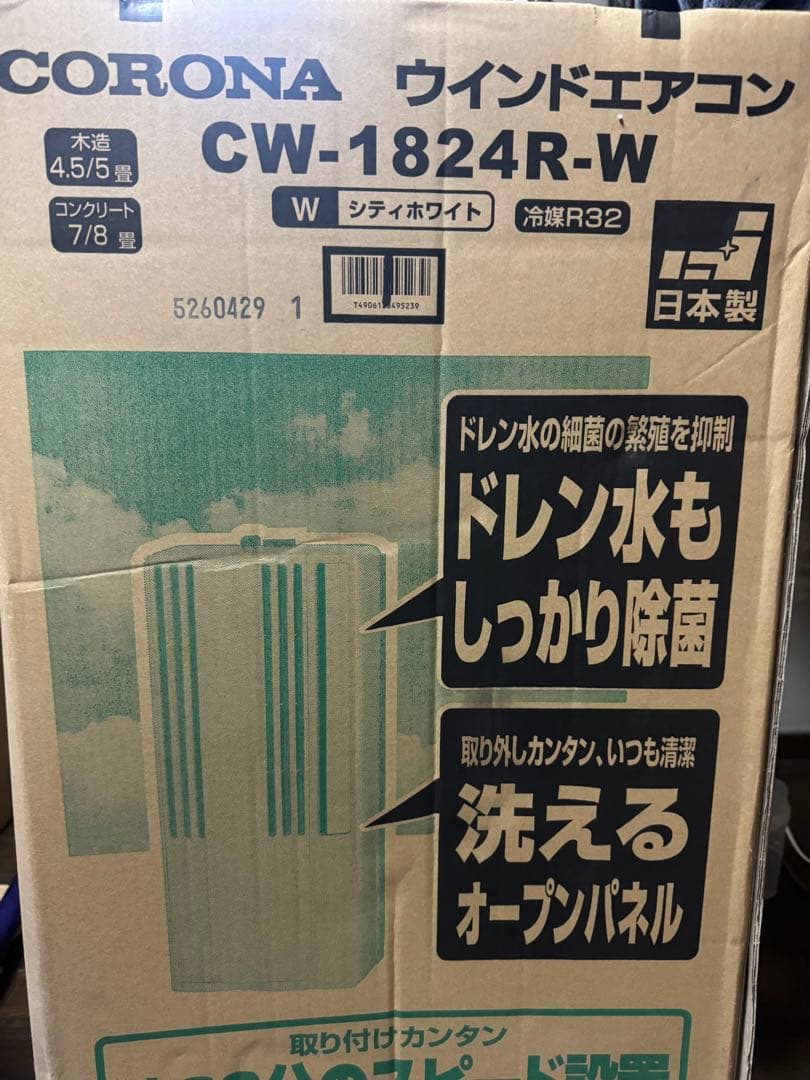 CORONA ウインドエアコン
木造
4.5/5畳
CW-1824R-W
コンクリート
7/8畳
W シティホワイト
冷媒R32
日本製
5260429 1
ドレン水の細菌の繁殖を抑制
ドレン水も
しっかり除菌
取り外しカンタン、いつも清潔
洗える
オープンパネル
取り付けカンタン